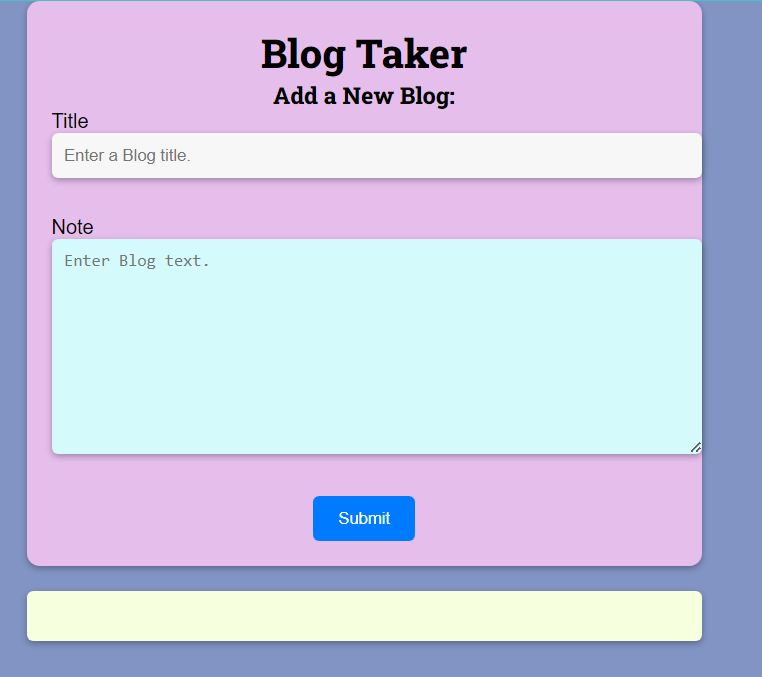 Blog Taker
Add a New Blog:
Title
Enter a Blog title.
Note
Enter Blog text.
Submit